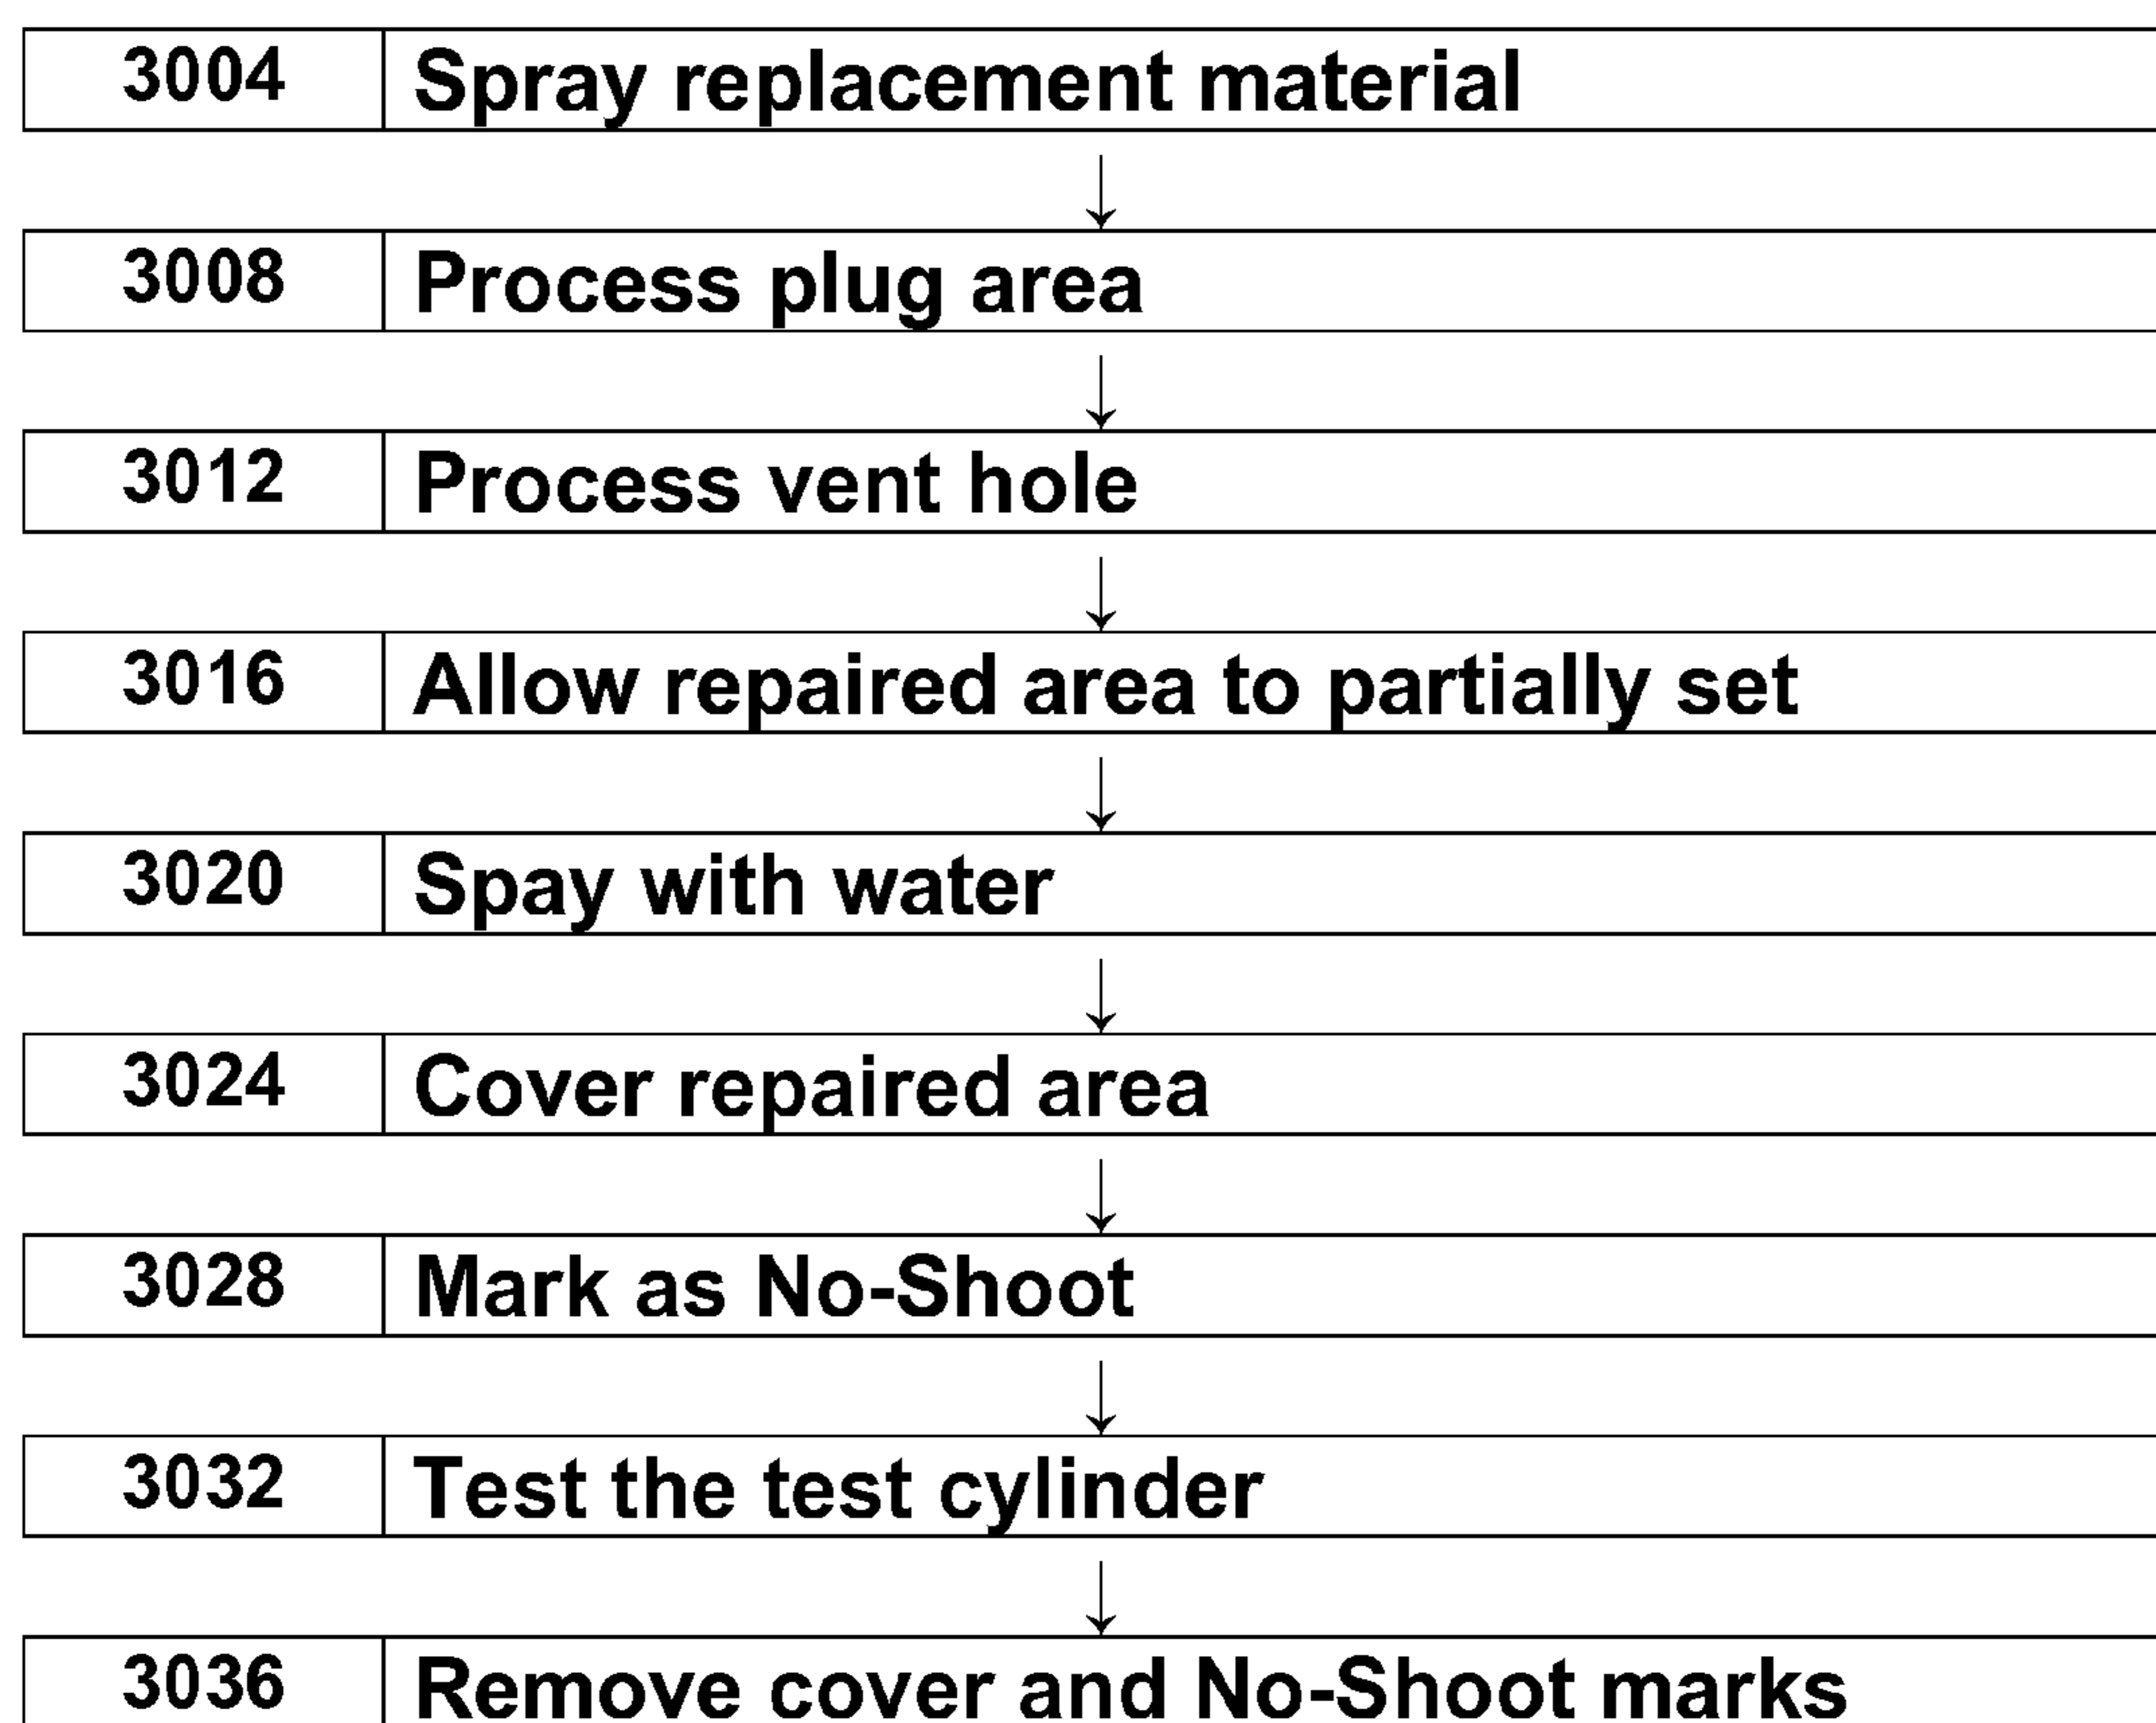 3004 Spray replacement material
3008 Process plug area
3012 Process vent hole
3016 Allow repaired area to partially set
3020 Spay with water
3024 Cover repaired area
3028 Mark as No-Shoot
3032 Test the test cylinder
3036 Remove cover and No-Shoot marks